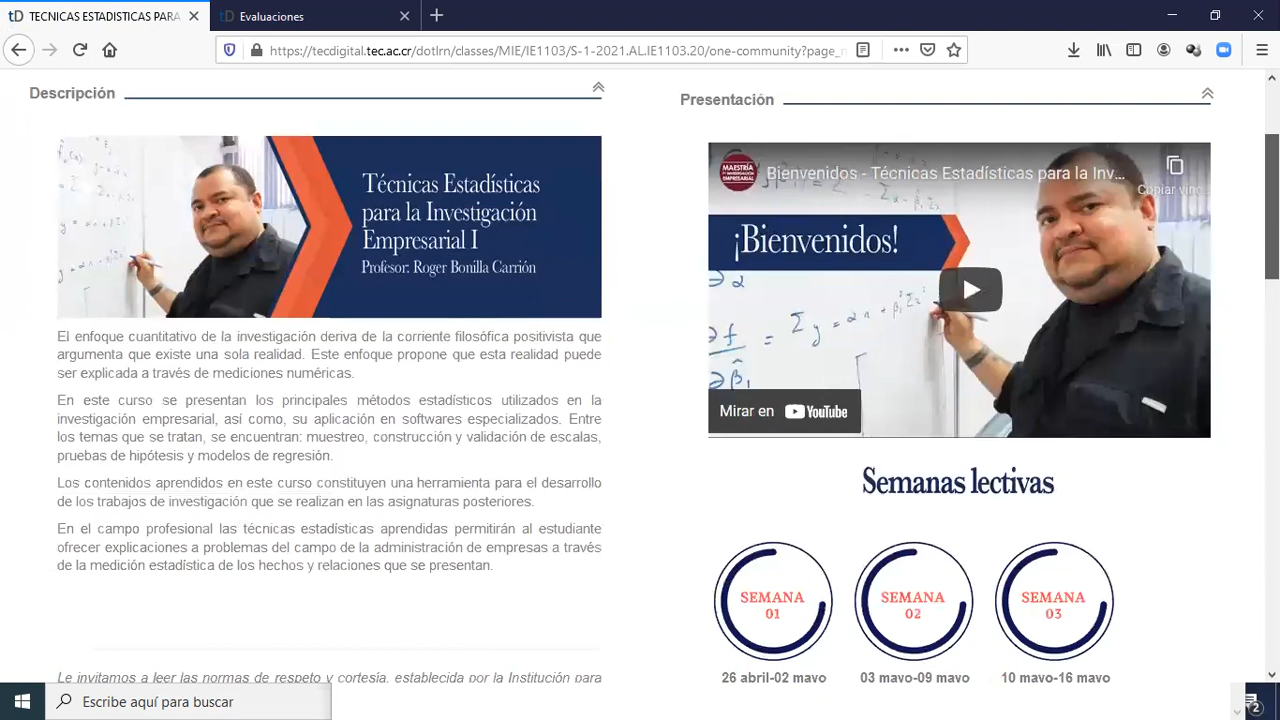 TECNICAS ESTADISTICAS PARA
Evaluaciones
https://tecdigital.tec.ac.cr/dotlrn/classes/MIE/IE1103/S-1-2021.AL.IE1103.20/one-community?page_n
Descripción
Técnicas Estadísticas
para la Investigación
Empresarial I
Profesor: Roger Bonilla Carrión
El enfoque cuantitativo de la investigación deriva de la corriente filosófica positivista que
argumenta que existe una sola realidad. Este enfoque propone que esta realidad puede
ser explicada a través de mediciones numéricas.
En este curso se presentan los principales métodos estadísticos utilizados en la
investigación empresarial, así como, su aplicación en softwares especializados. Entre
los temas que se tratan, se encuentran: muestreo, construcción y validación de escalas,
pruebas de hipótesis y modelos de regresión.
Los contenidos aprendidos en este curso constituyen una herramienta para el desarrollo
de los trabajos de investigación que se realizan en las asignaturas posteriores.
En el campo profesional las técnicas estadísticas aprendidas permitirán al estudiante
ofrecer explicaciones a problemas del campo de la administración de empresas a través
de la medición estadística de los hechos y relaciones que se presentan.
Le invitamos a leer las normas de respeto y cortesía, establecida por la Institución para
Presentación
MAESTRÍA
EMPRESARIAL
Bienvenidos - Técnicas Estadísticas para la Inv...
Copiar vínc...
¡Bienvenidos!
Mirar en YouTube
Semanas lectivas
SEMANA
01
SEMANA
02
SEMANA
03
26 abril-02 mayo
03 mayo-09 mayo
10 mayo-16 mayo
Escribe aquí para buscar
2